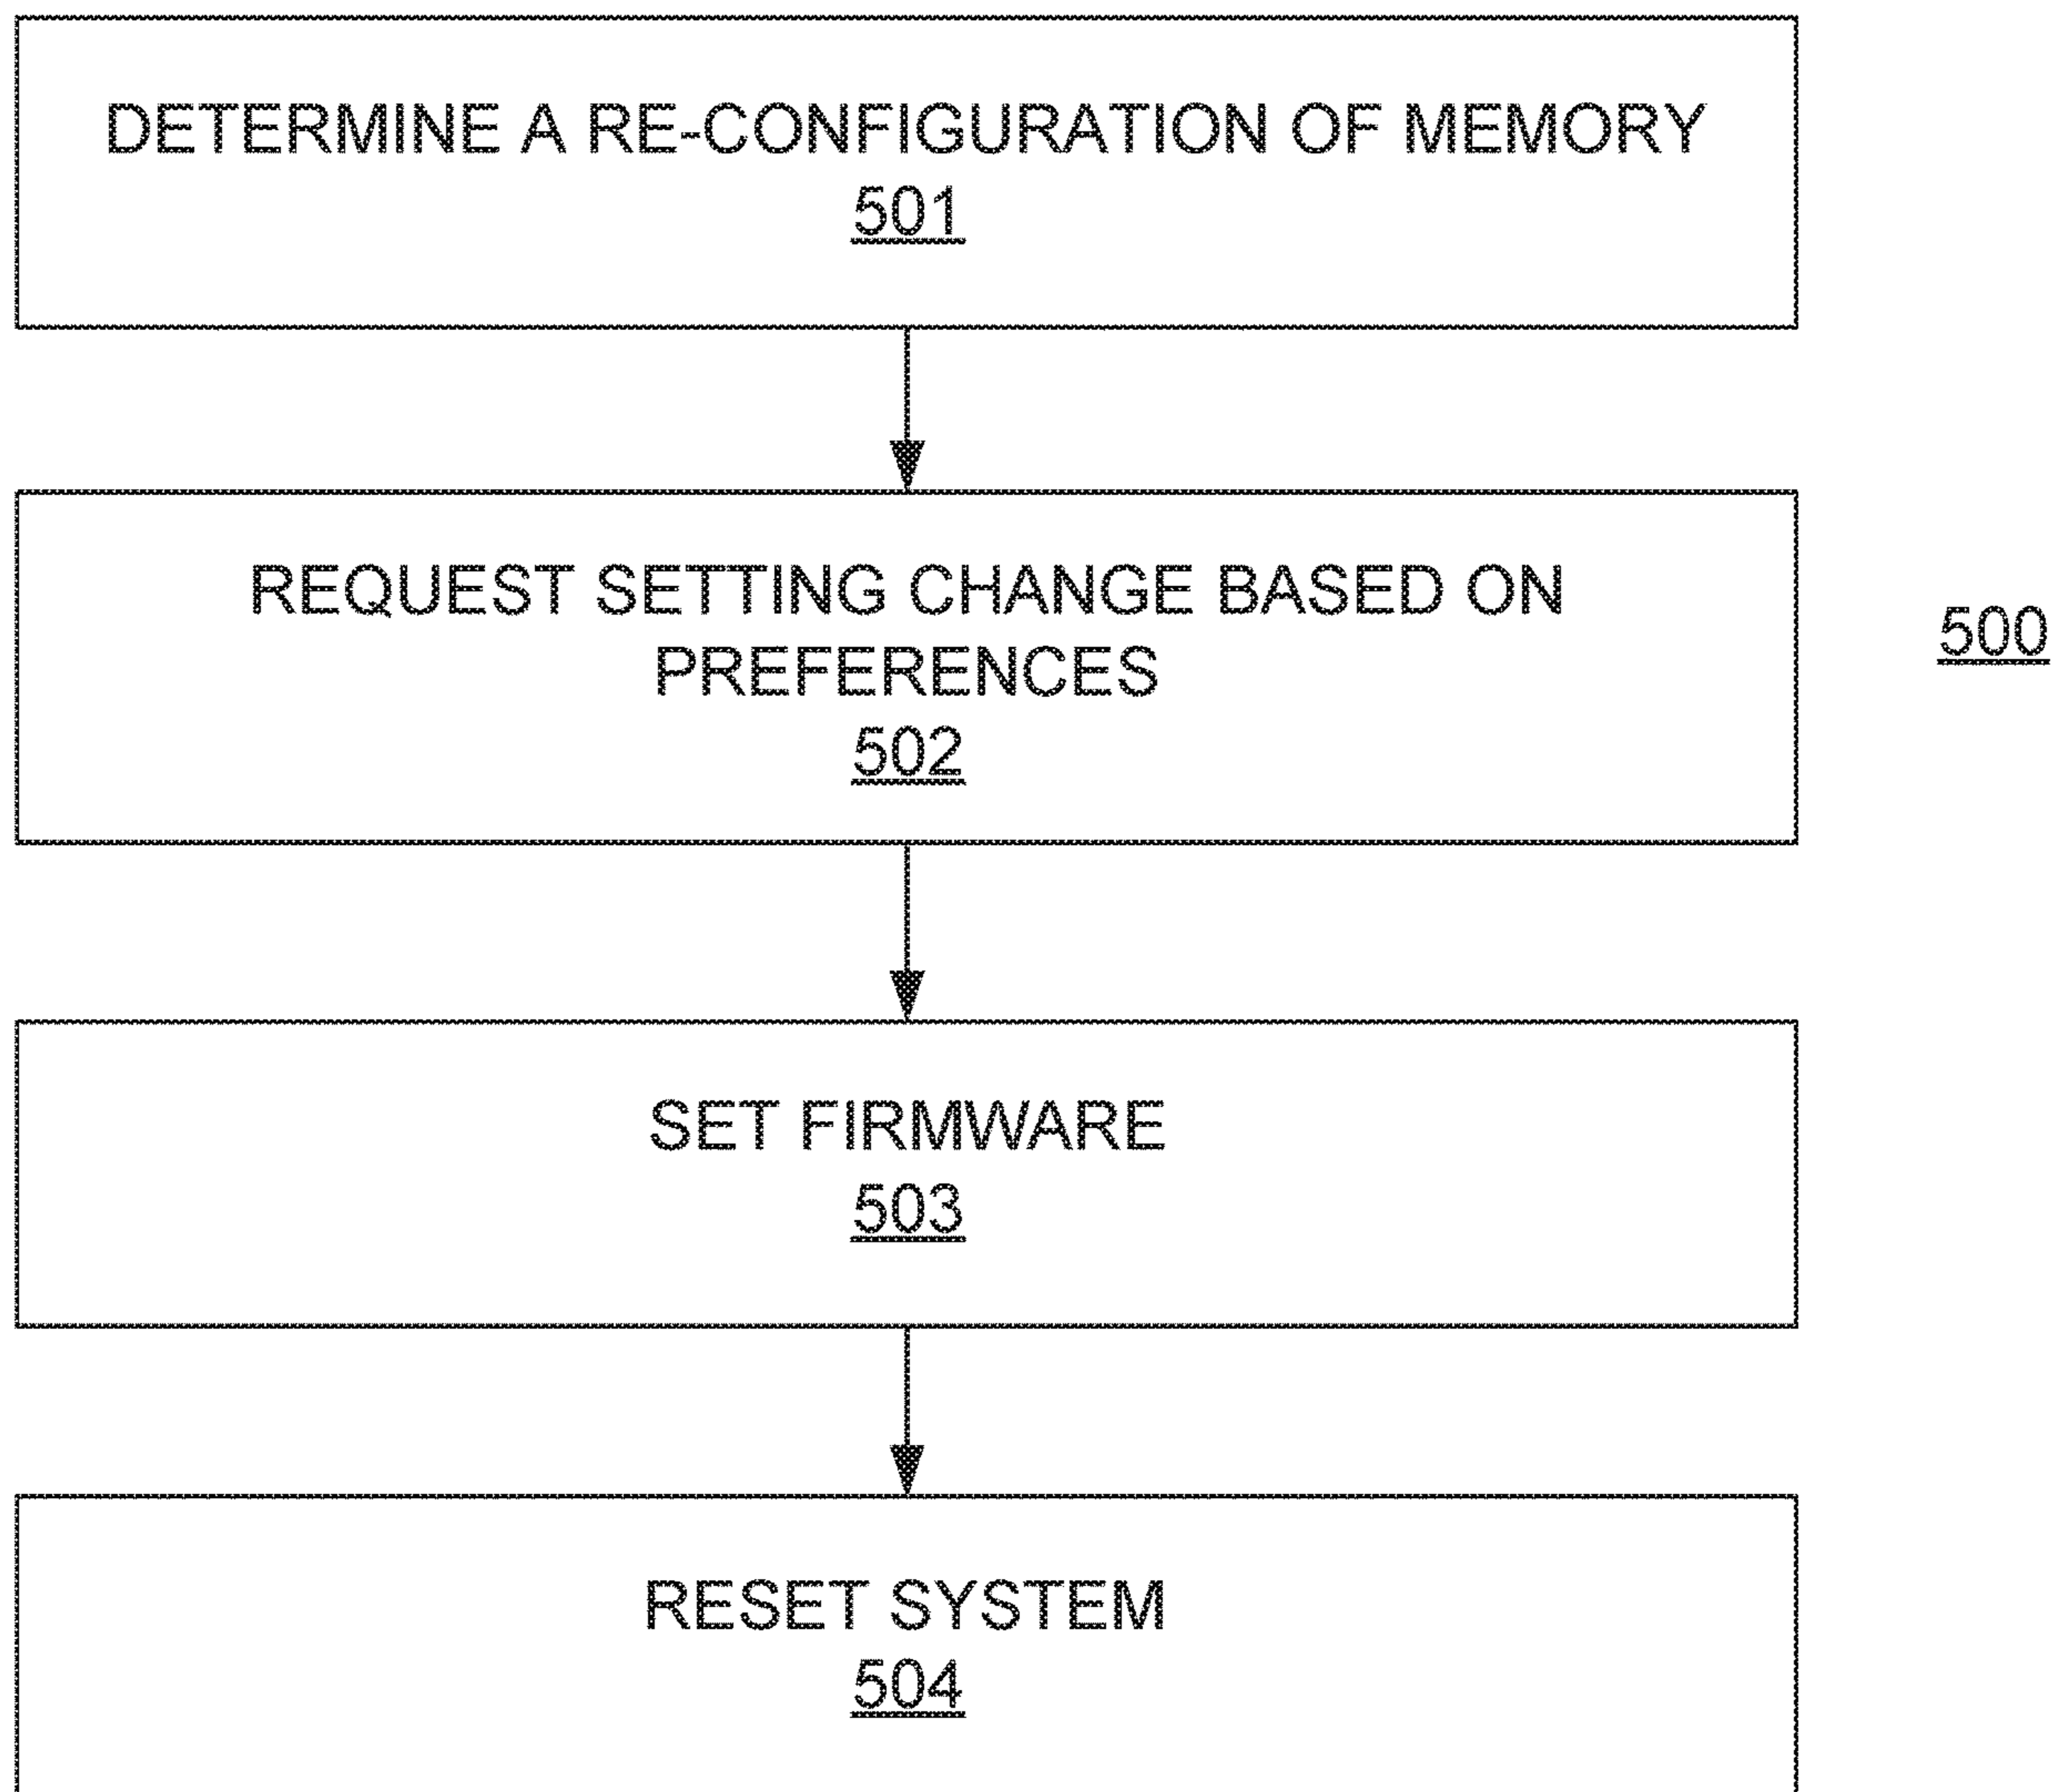 DETERMINE A RE-CONFIGURATION OF MEMORY
501
REQUEST SETTING CHANGE BASED ON
PREFERENCES
502
500
SET FIRMWARE
503
RESET SYSTEM
504